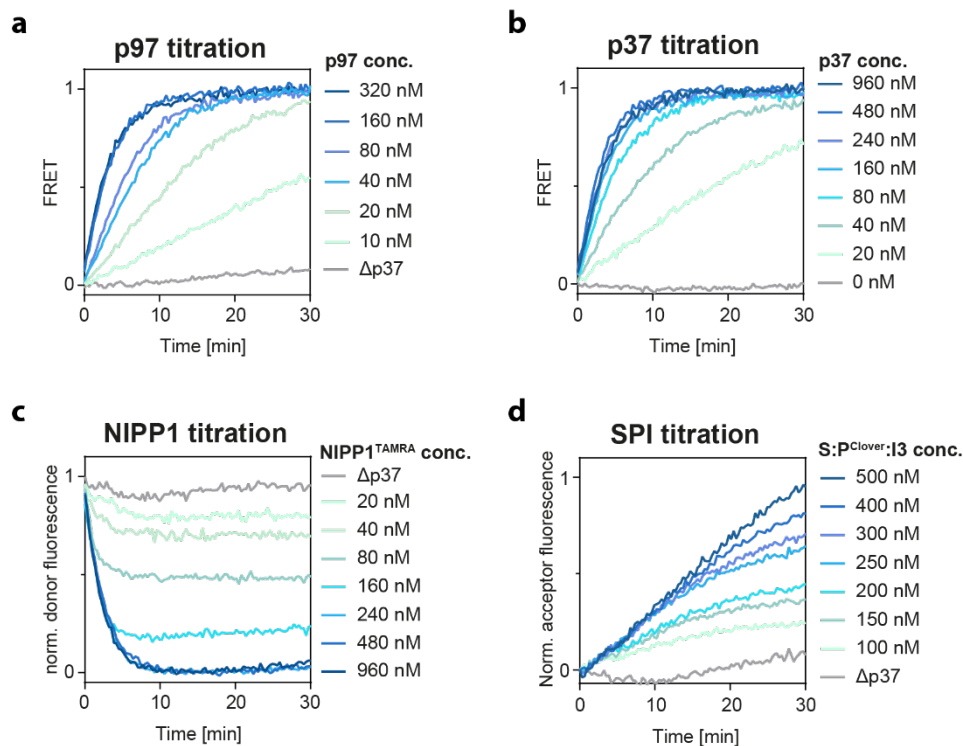 a
p97 titration
p97 conc.
320 nM
160 nM
80 nM
40 nM
20 nM
10 nM
Δp37
1
0
FRET
0
10
20
30
Time [min]
b
p37 titration
p37 conc.
960 nM
480 nM
240 nM
160 nM
80 nM
40 nM
20 nM
0 nM
1
0
FRET
0
10
20
30
Time [min]
c
NIPP1 titration
NIPP1^TAMRA conc.
Δp37
20 nM
40 nM
80 nM
160 nM
240 nM
480 nM
960 nM
1
0
norm. donor fluorescence
0
10
20
30
Time [min]
d
SPI titration
S:P^Clover:I3 conc.
500 nM
400 nM
300 nM
250 nM
200 nM
150 nM
100 nM
Δp37
1
0
Norm. acceptor fluorescence
0
10
20
30
Time [min]